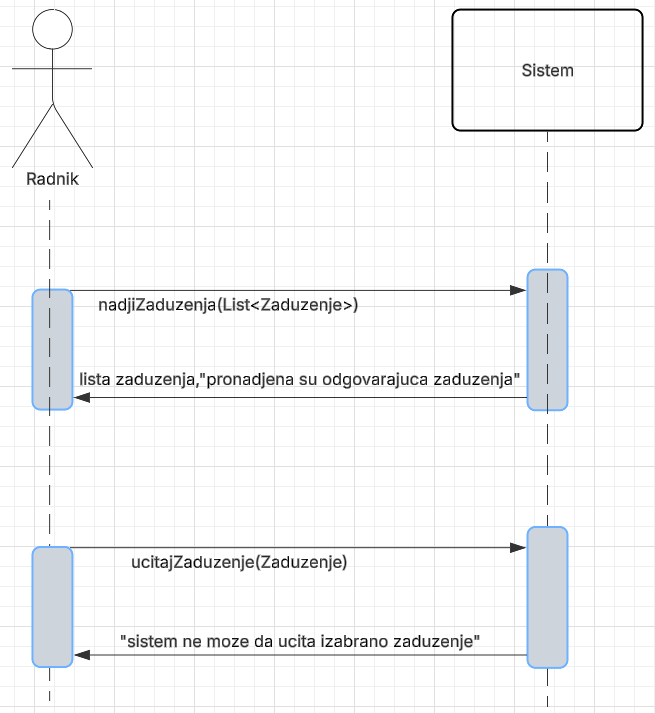 Sistem
Radnik
nadjiZaduzenja(List<Zaduzenje>)
lista zaduzenja,"pronadjena su odgovarajuca zaduzenja"
ucitajZaduzenje(Zaduzenje)
"sistem ne moze da ucita izabrano zaduzenje"